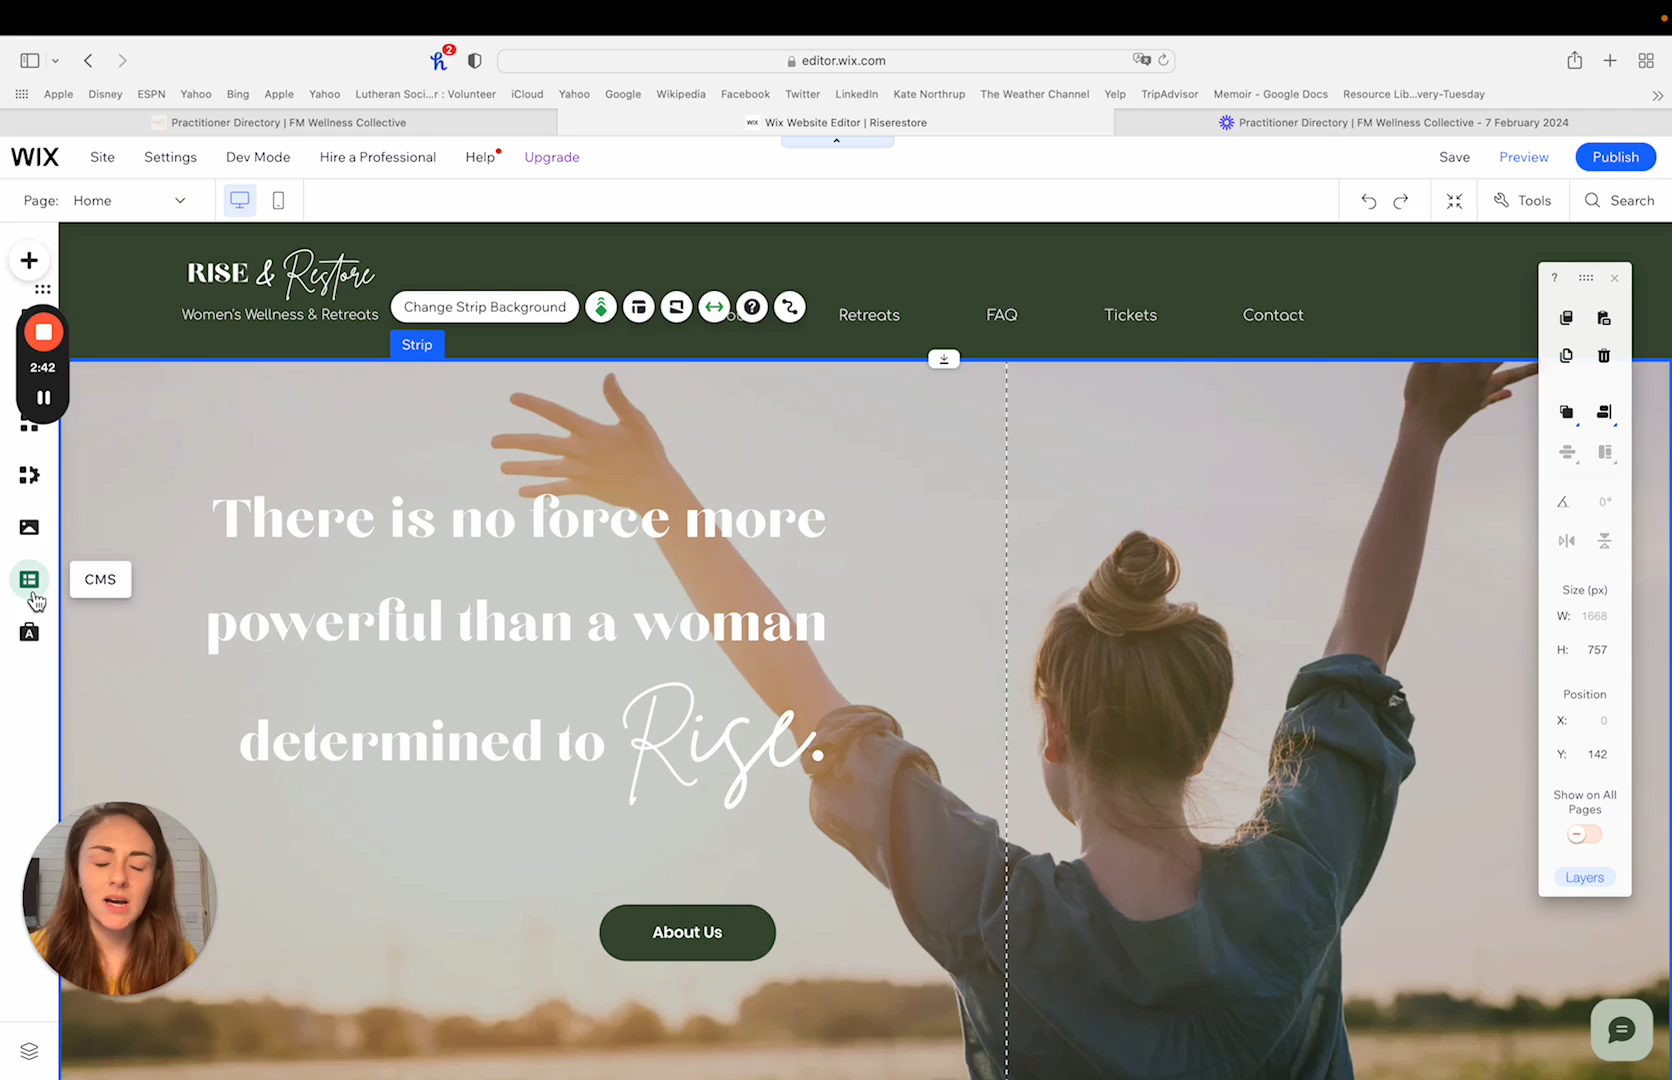 2
editor.wix.com
Apple Disney ESPN Yahoo Bing Apple Yahoo Lutheran Soci...r : Volunteer iCloud Yahoo Google Wikipedia Facebook Twitter LinkedIn Kate Northrup The Weather Channel Yelp TripAdvisor Memoir - Google Docs Resource Lib...very-Tuesday
Practitioner Directory | FM Wellness Collective
WIX Wix Website Editor | Riserestore
Practitioner Directory | FM Wellness Collective - 7 February 2024
WIX Site Settings Dev Mode Hire a Professional Help Upgrade Save Preview Publish
Page: Home Tools Search
RISE & Restore
Women's Wellness & Retreats
Change Strip Background
Retreats FAQ Tickets Contact
Strip
2:42
There is no force more
powerful than a woman
determined to Rise.
About Us
CMS
A
?
0°
Size (px)
W: 1668
H: 757
Position
X: 0
Y: 142
Show on All
Pages
Layers